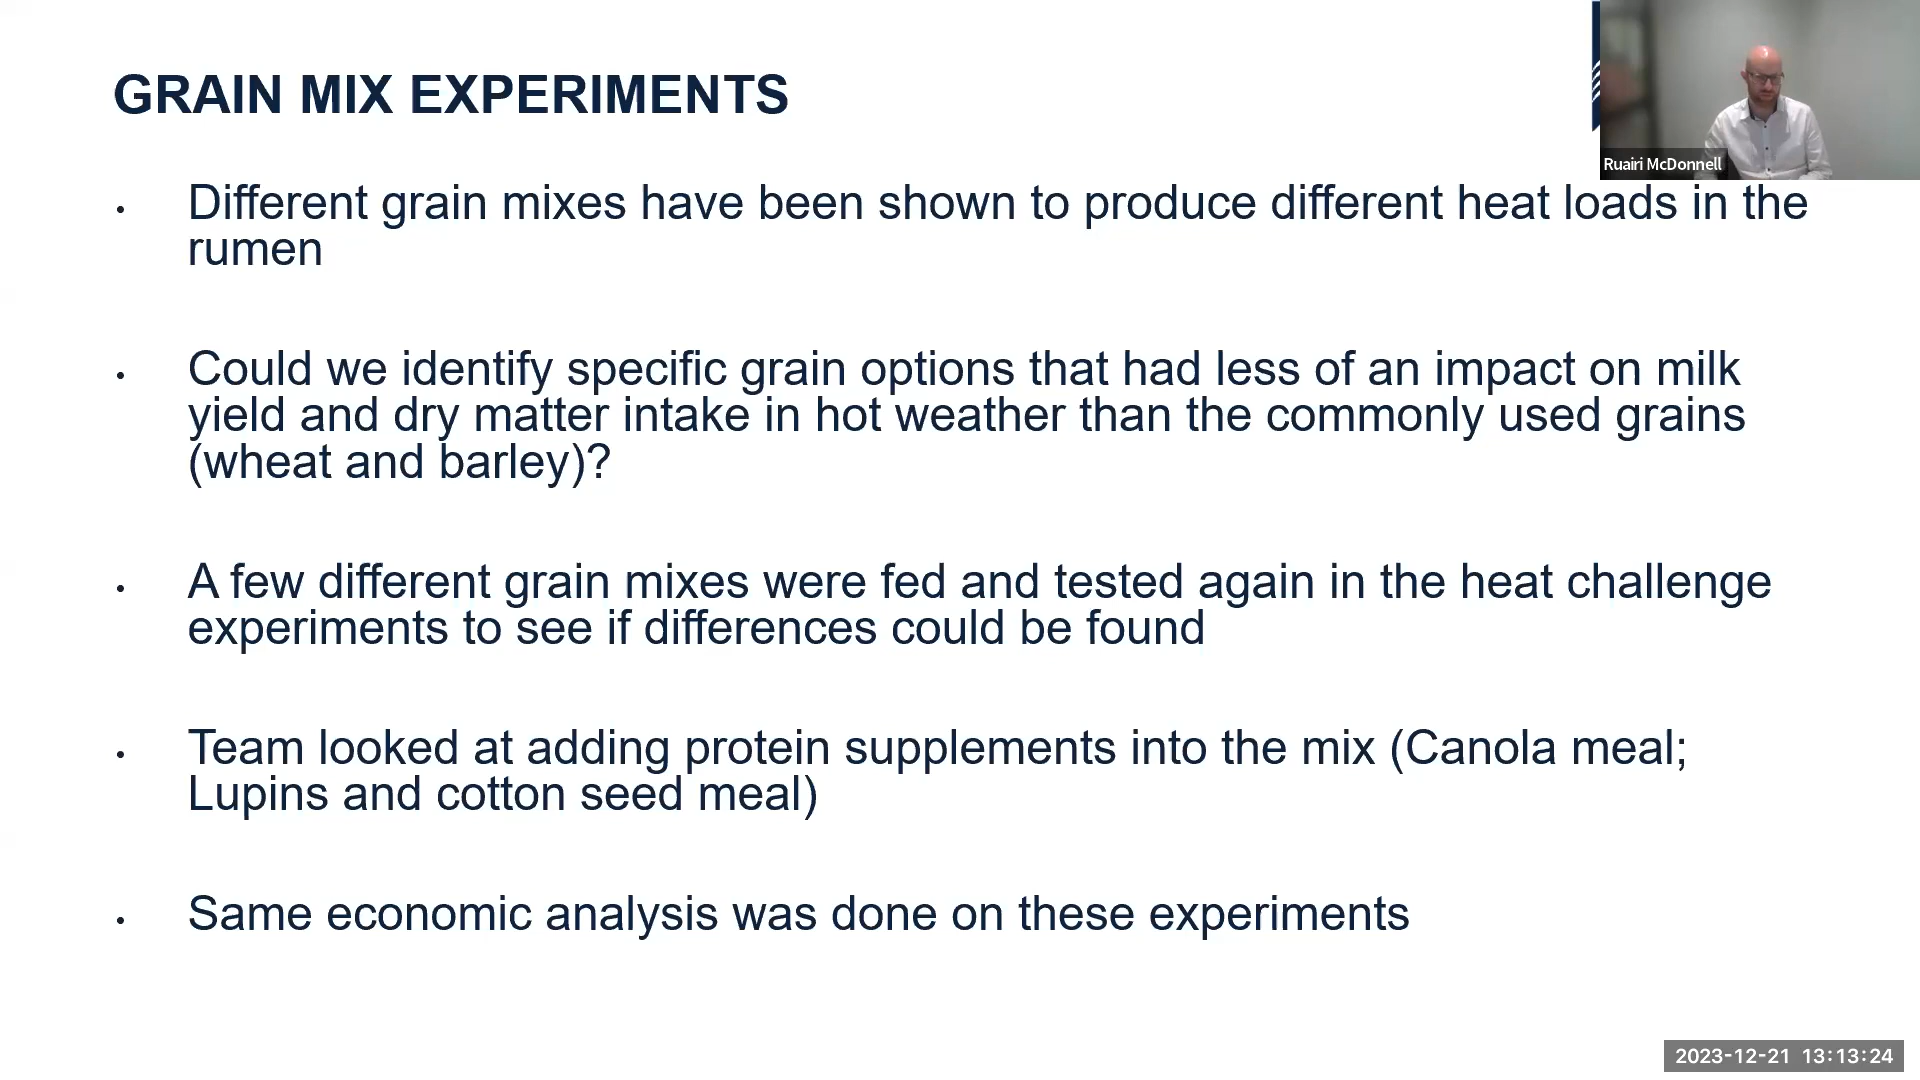 GRAIN MIX EXPERIMENTS
Ruairi McDonnell
• Different grain mixes have been shown to produce different heat loads in the
rumen
• Could we identify specific grain options that had less of an impact on milk
yield and dry matter intake in hot weather than the commonly used grains
(wheat and barley)?
• A few different grain mixes were fed and tested again in the heat challenge
experiments to see if differences could be found
• Team looked at adding protein supplements into the mix (Canola meal;
Lupins and cotton seed meal)
• Same economic analysis was done on these experiments
2023-12-21 13:13:24